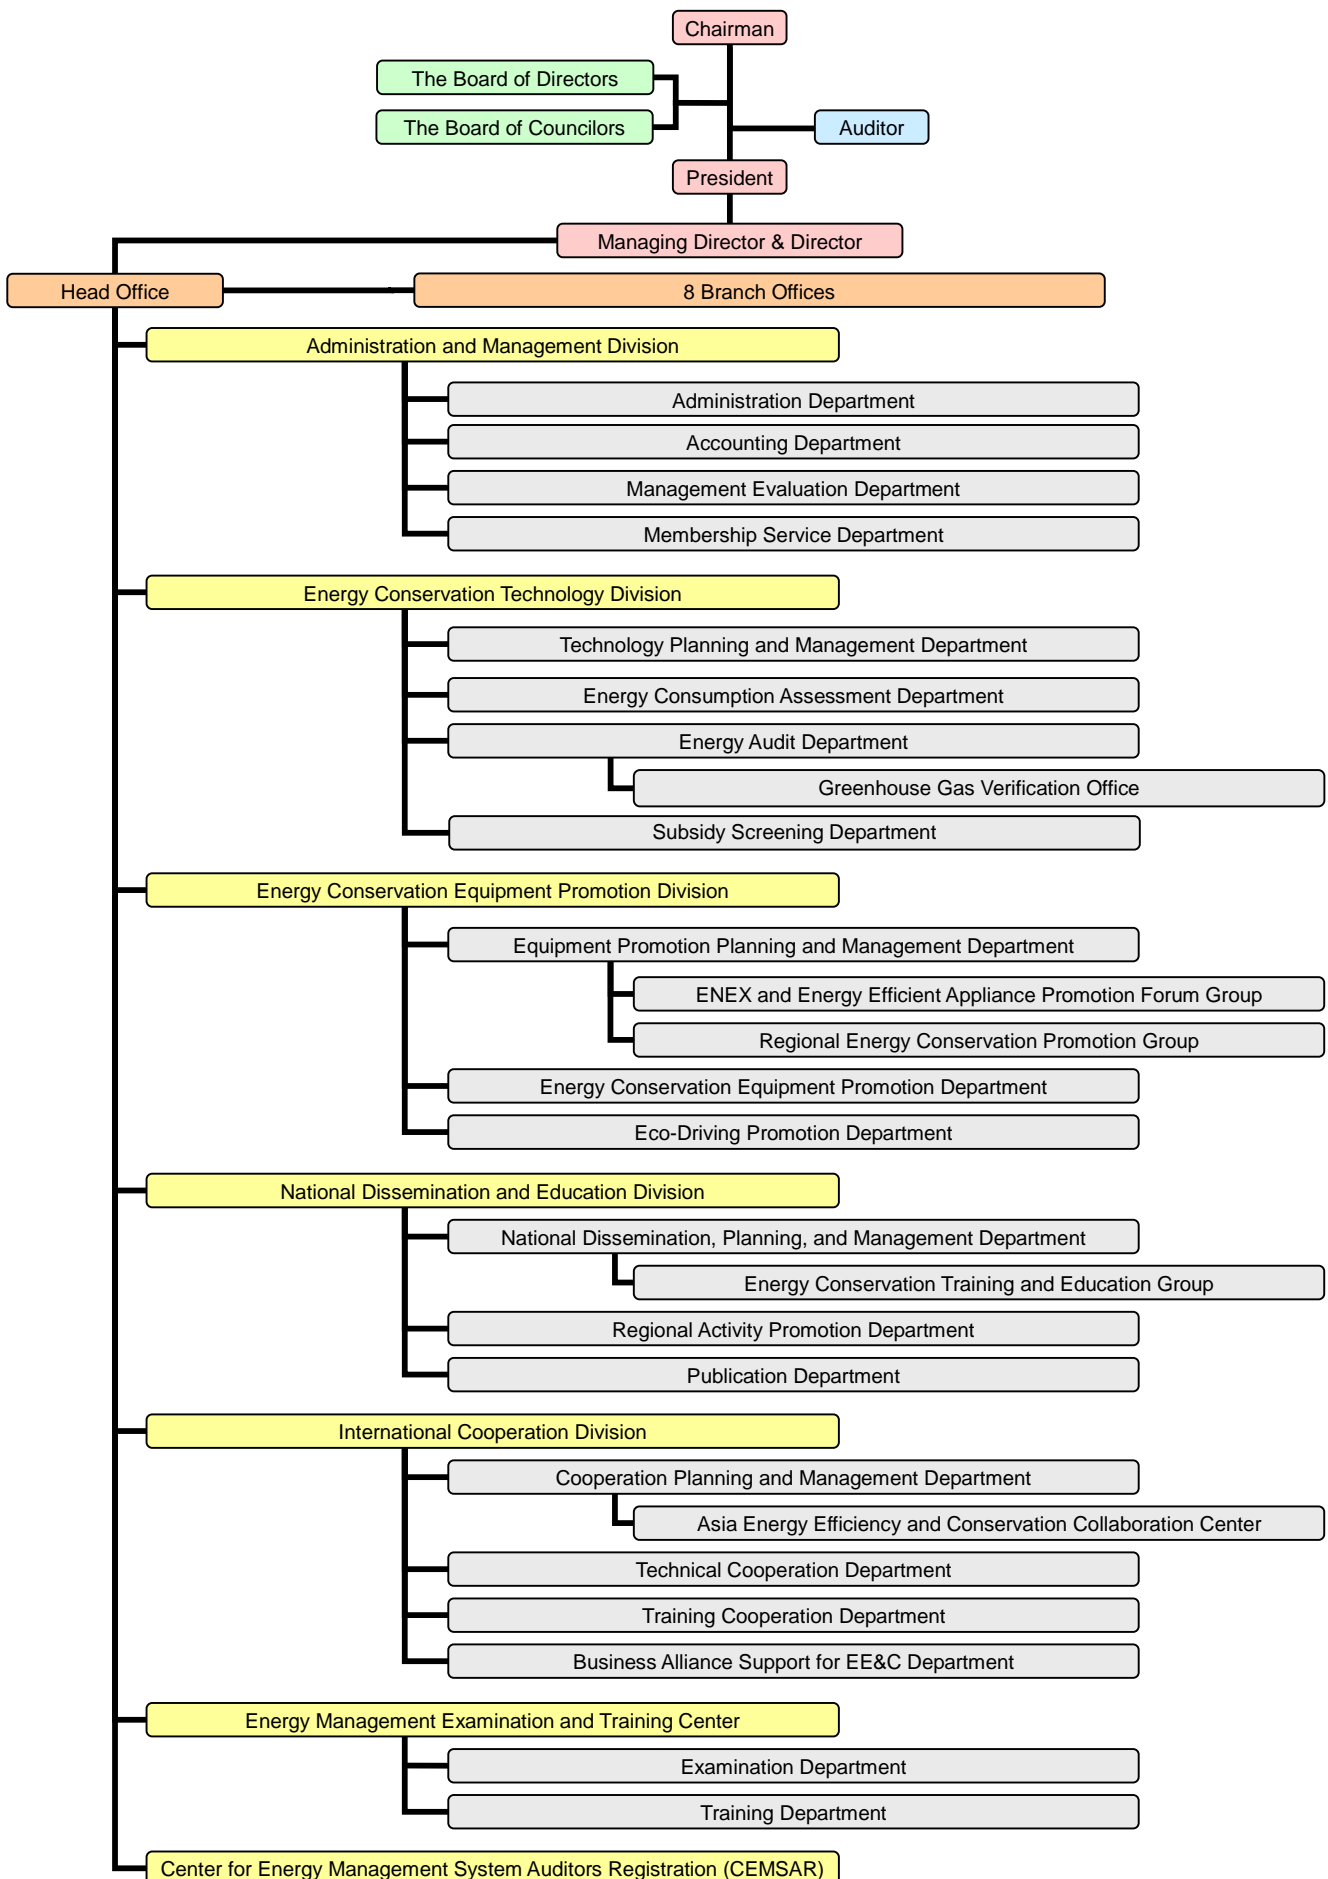 Chairman
The Board of Directors
The Board of Councilors
Auditor
President
Managing Director & Director
Head Office
8 Branch Offices
Administration and Management Division
Administration Department
Accounting Department
Management Evaluation Department
Membership Service Department
Energy Conservation Technology Division
Technology Planning and Management Department
Energy Consumption Assessment Department
Energy Audit Department
Greenhouse Gas Verification Office
Subsidy Screening Department
Energy Conservation Equipment Promotion Division
Equipment Promotion Planning and Management Department
ENEX and Energy Efficient Appliance Promotion Forum Group
Regional Energy Conservation Promotion Group
Energy Conservation Equipment Promotion Department
Eco-Driving Promotion Department
National Dissemination and Education Division
National Dissemination, Planning, and Management Department
Energy Conservation Training and Education Group
Regional Activity Promotion Department
Publication Department
International Cooperation Division
Cooperation Planning and Management Department
Asia Energy Efficiency and Conservation Collaboration Center
Technical Cooperation Department
Training Cooperation Department
Business Alliance Support for EE&C Department
Energy Management Examination and Training Center
Examination Department
Training Department
Center for Energy Management System Auditors Registration (CEMSAR)